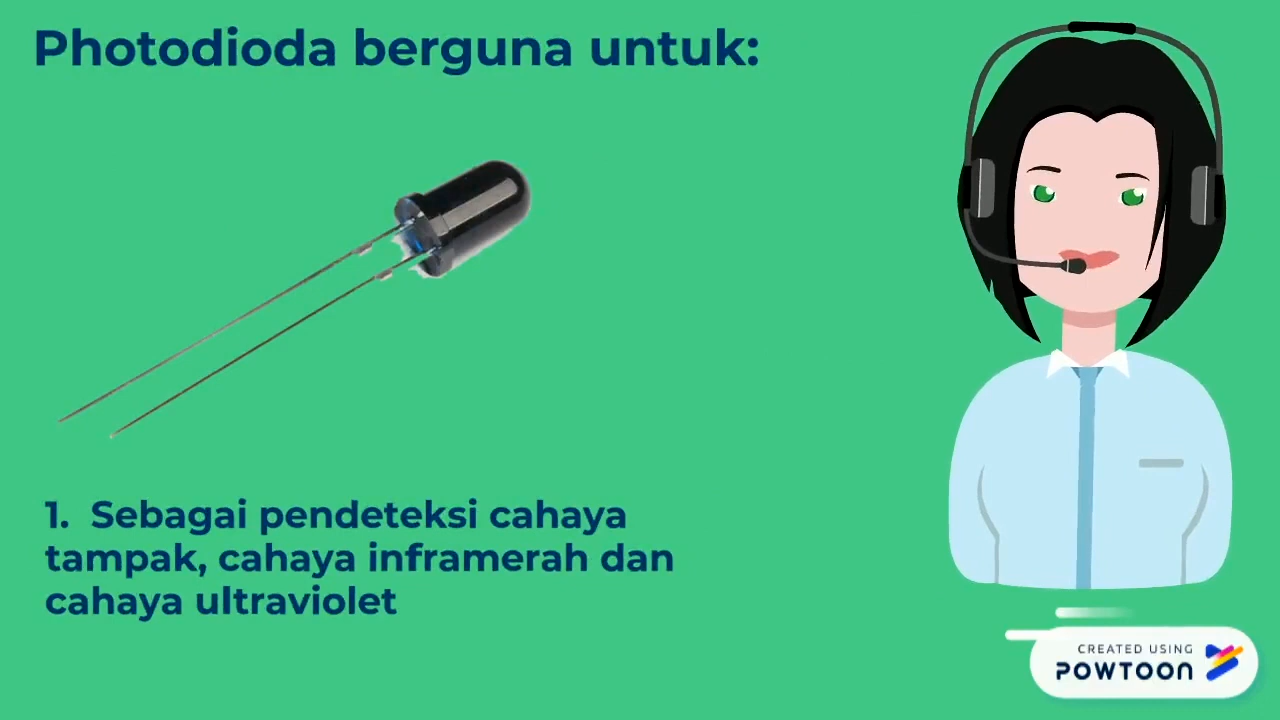 Photodioda berguna untuk:
1. Sebagai pendeteksi cahaya
tampak, cahaya inframerah dan
cahaya ultraviolet
CREATED USING
POWTOON